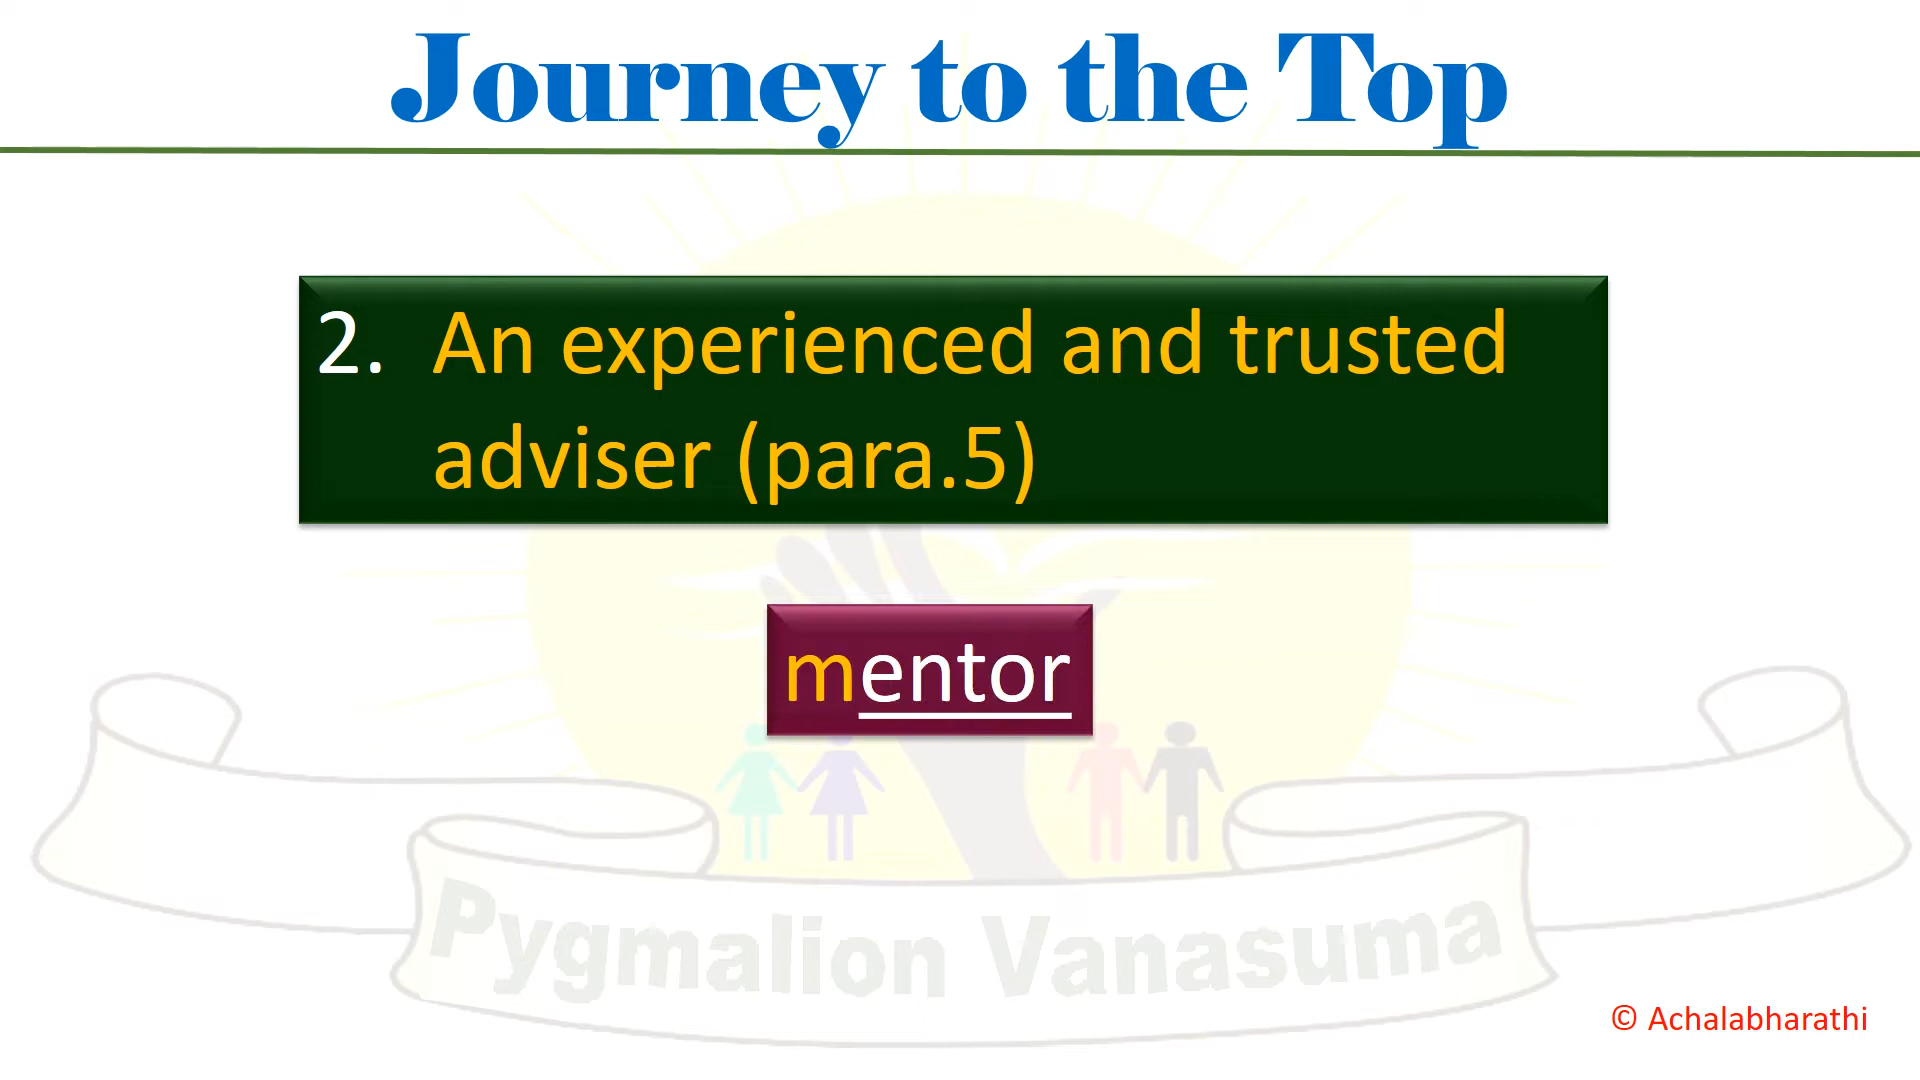 Journey to the Top
2. An experienced and trusted
adviser (para.5)
mentor
Pygmalion Vanasuma
© Achalabharathi